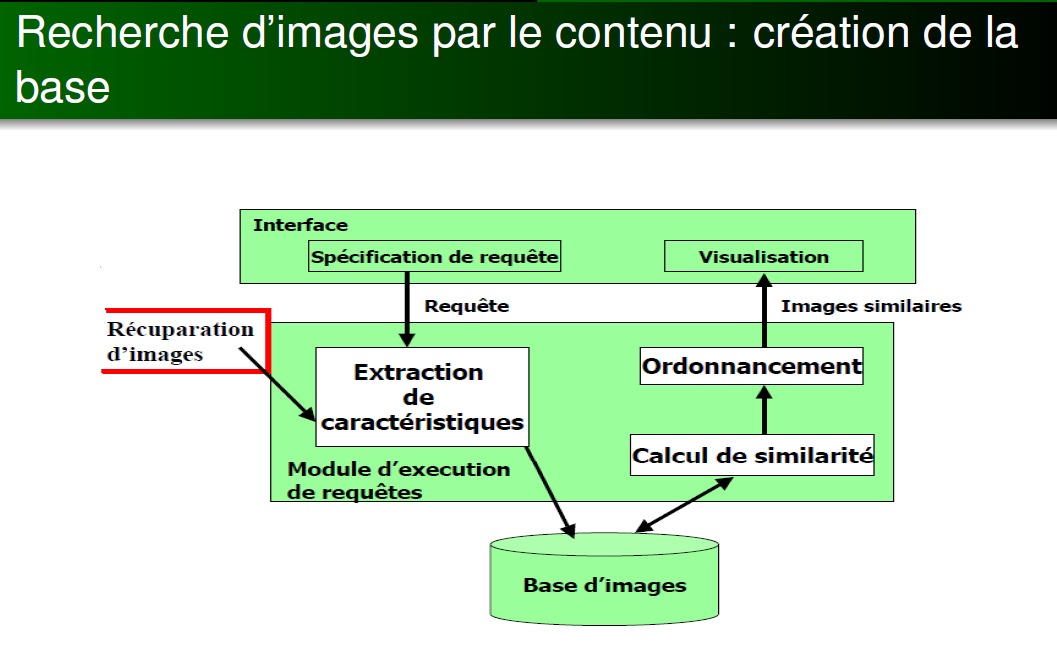 Recherche d'images par le contenu : création de la
base
Interface
Spécification de requête
Visualisation
Requête
Images similaires
Récuparation
d'images
Extraction
de
caractéristiques
Ordonnancement
Calcul de similarité
Module d'execution
de requêtes
Base d'images